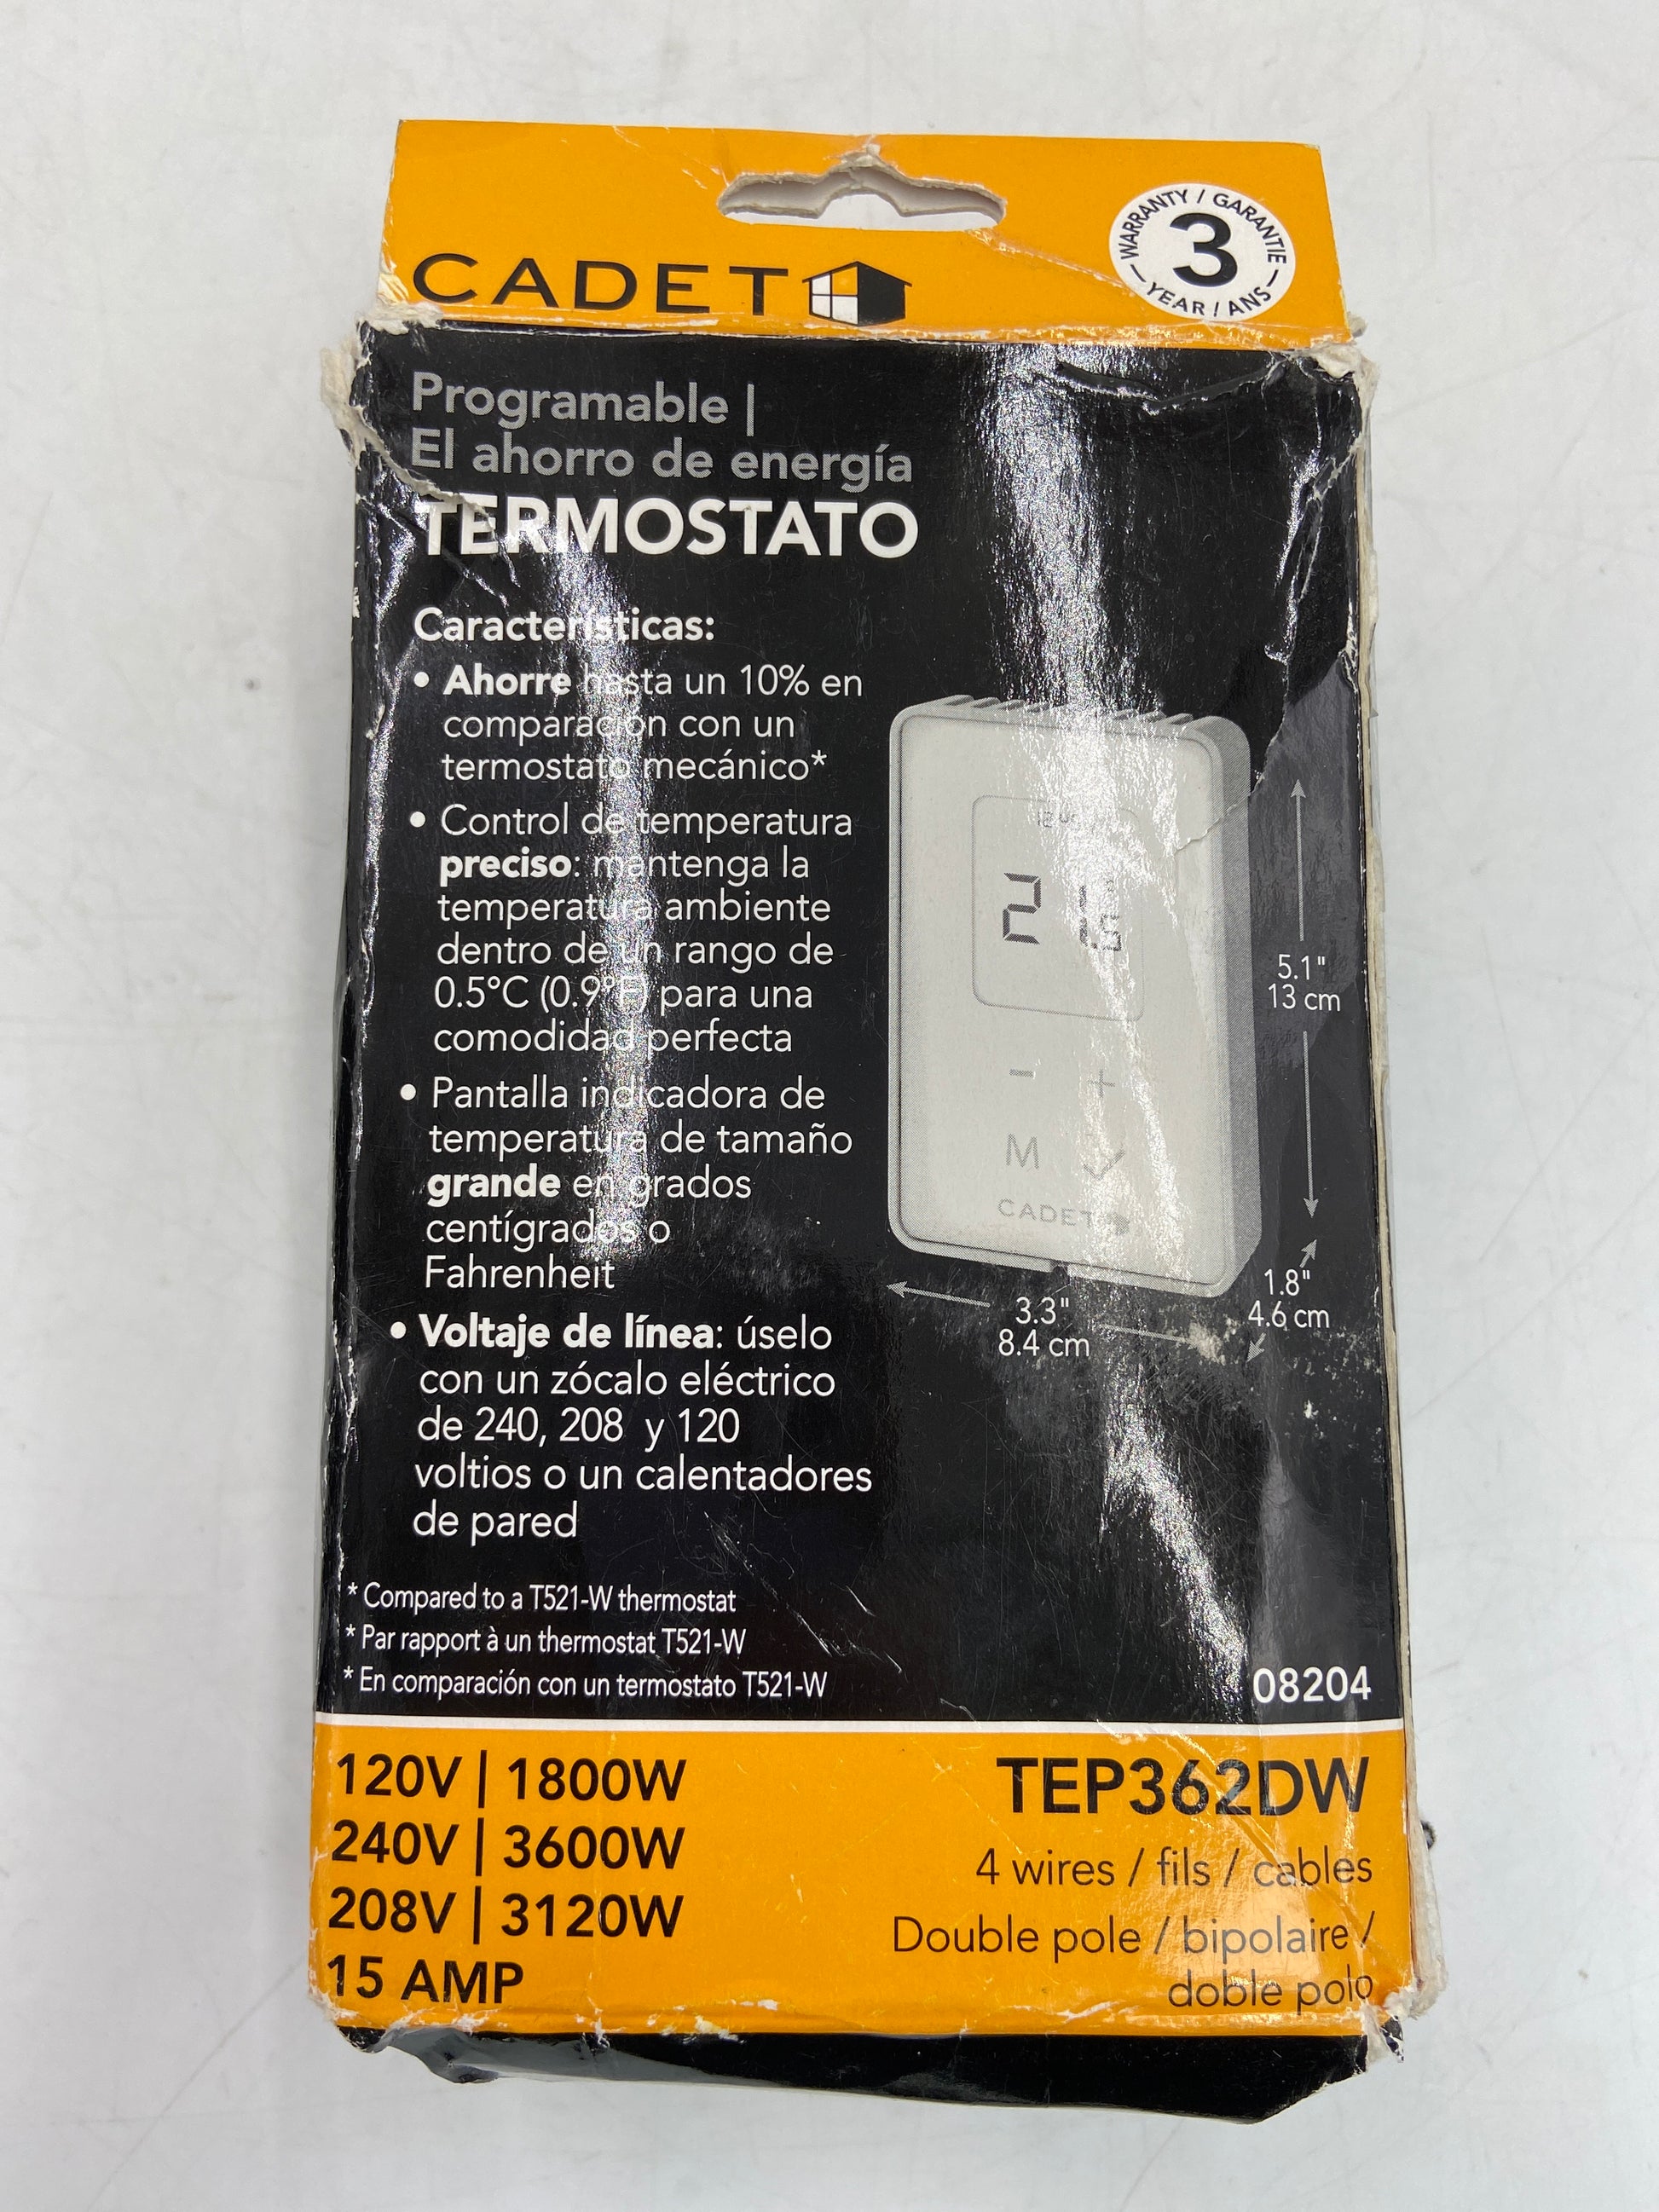 CADET
WARRANTY / GARANTIE
3
YEAR / ANS
Programable |
El ahorro de energía
TERMOSTATO
Características:
• Ahorre hasta un 10% en
comparación con un
termostato mecánico*
• Control de temperatura
preciso: mantenga la
temperatura ambiente
dentro de un rango de
0.5°C (0.9°F) para una
comodidad perfecta
• Pantalla indicadora de
temperatura de tamaño
grande en grados
centígrados o
Fahrenheit
• Voltaje de línea: úselo
con un zócalo eléctrico
de 240, 208 y 120
voltios o un calentadores
de pared
21.5
- +
M
CADET
5.1"
13 cm
1.8"
4.6 cm
3.3"
8.4 cm
* Compared to a T521-W thermostat
* Par rapport à un thermostat T521-W
* En comparación con un termostato T521-W
08204
120V | 1800W
240V | 3600W
208V | 3120W
15 AMP
TEP362DW
4 wires / fils / cables
Double pole / bipolaire /
doble polo